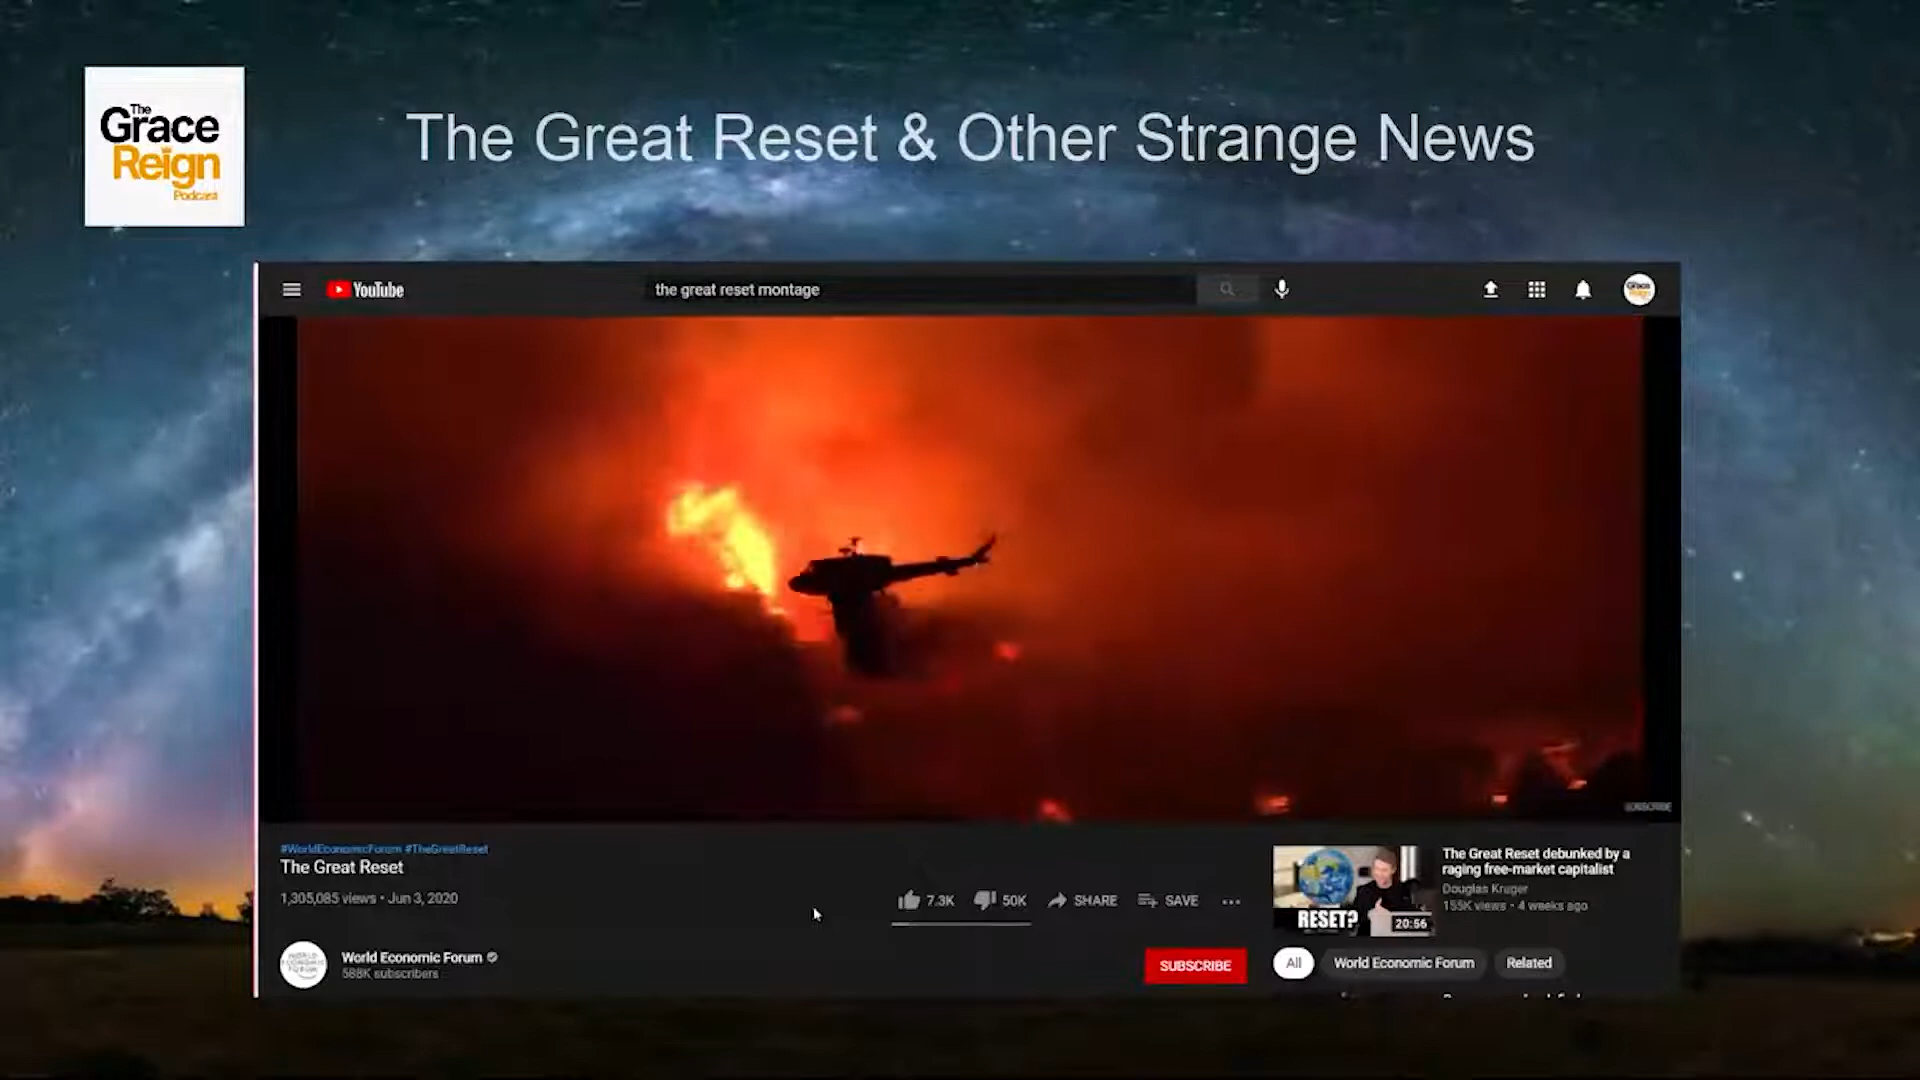 The
Grace
Reign
Podcast
The Great Reset & Other Strange News
YouTube
the great reset montage
SUBSCRIBE
#WorldEconomicForum #TheGreatReset
The Great Reset
1,305,085 views • Jun 3, 2020
7.3K
50K
SHARE
SAVE
World Economic Forum
588K subscribers
SUBSCRIBE
RESET?
20:56
The Great Reset debunked by a
raging free-market capitalist
Douglas Kruger
155K views • 4 weeks ago
All
World Economic Forum
Related